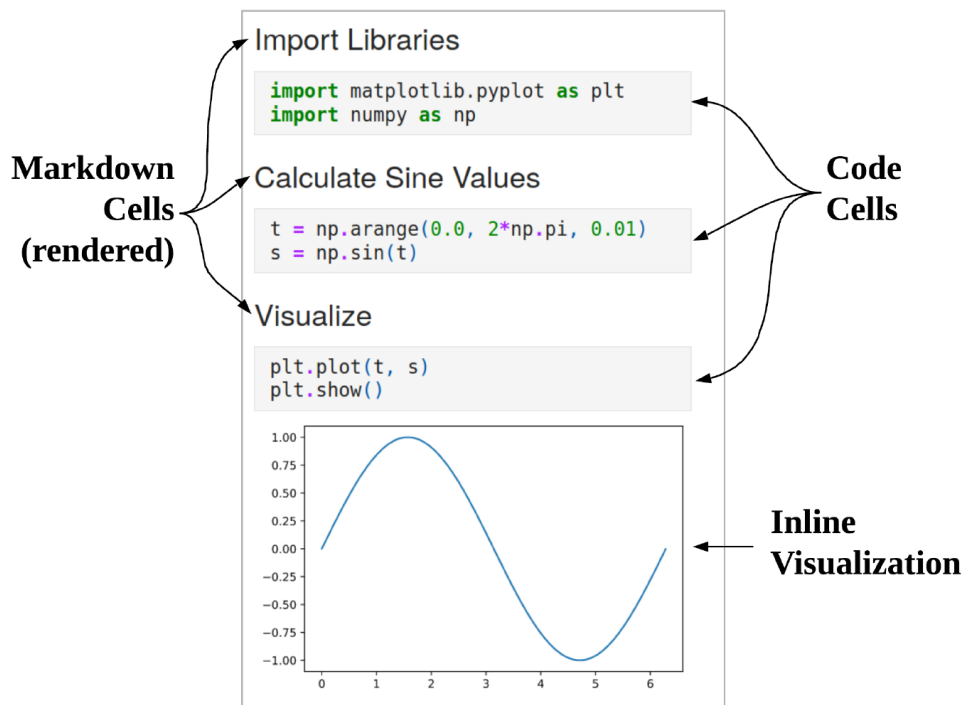 Import Libraries
import matplotlib.pyplot as plt
import numpy as np
Markdown
Cells
(rendered)
Code
Cells
Calculate Sine Values
t = np.arange(0.0, 2*np.pi, 0.01)
s = np.sin(t)
Visualize
plt.plot(t, s)
plt.show()
1.00
0.75
0.50
0.25
0.00
−0.25
−0.50
−0.75
−1.00
0 1 2 3 4 5 6
Inline
Visualization